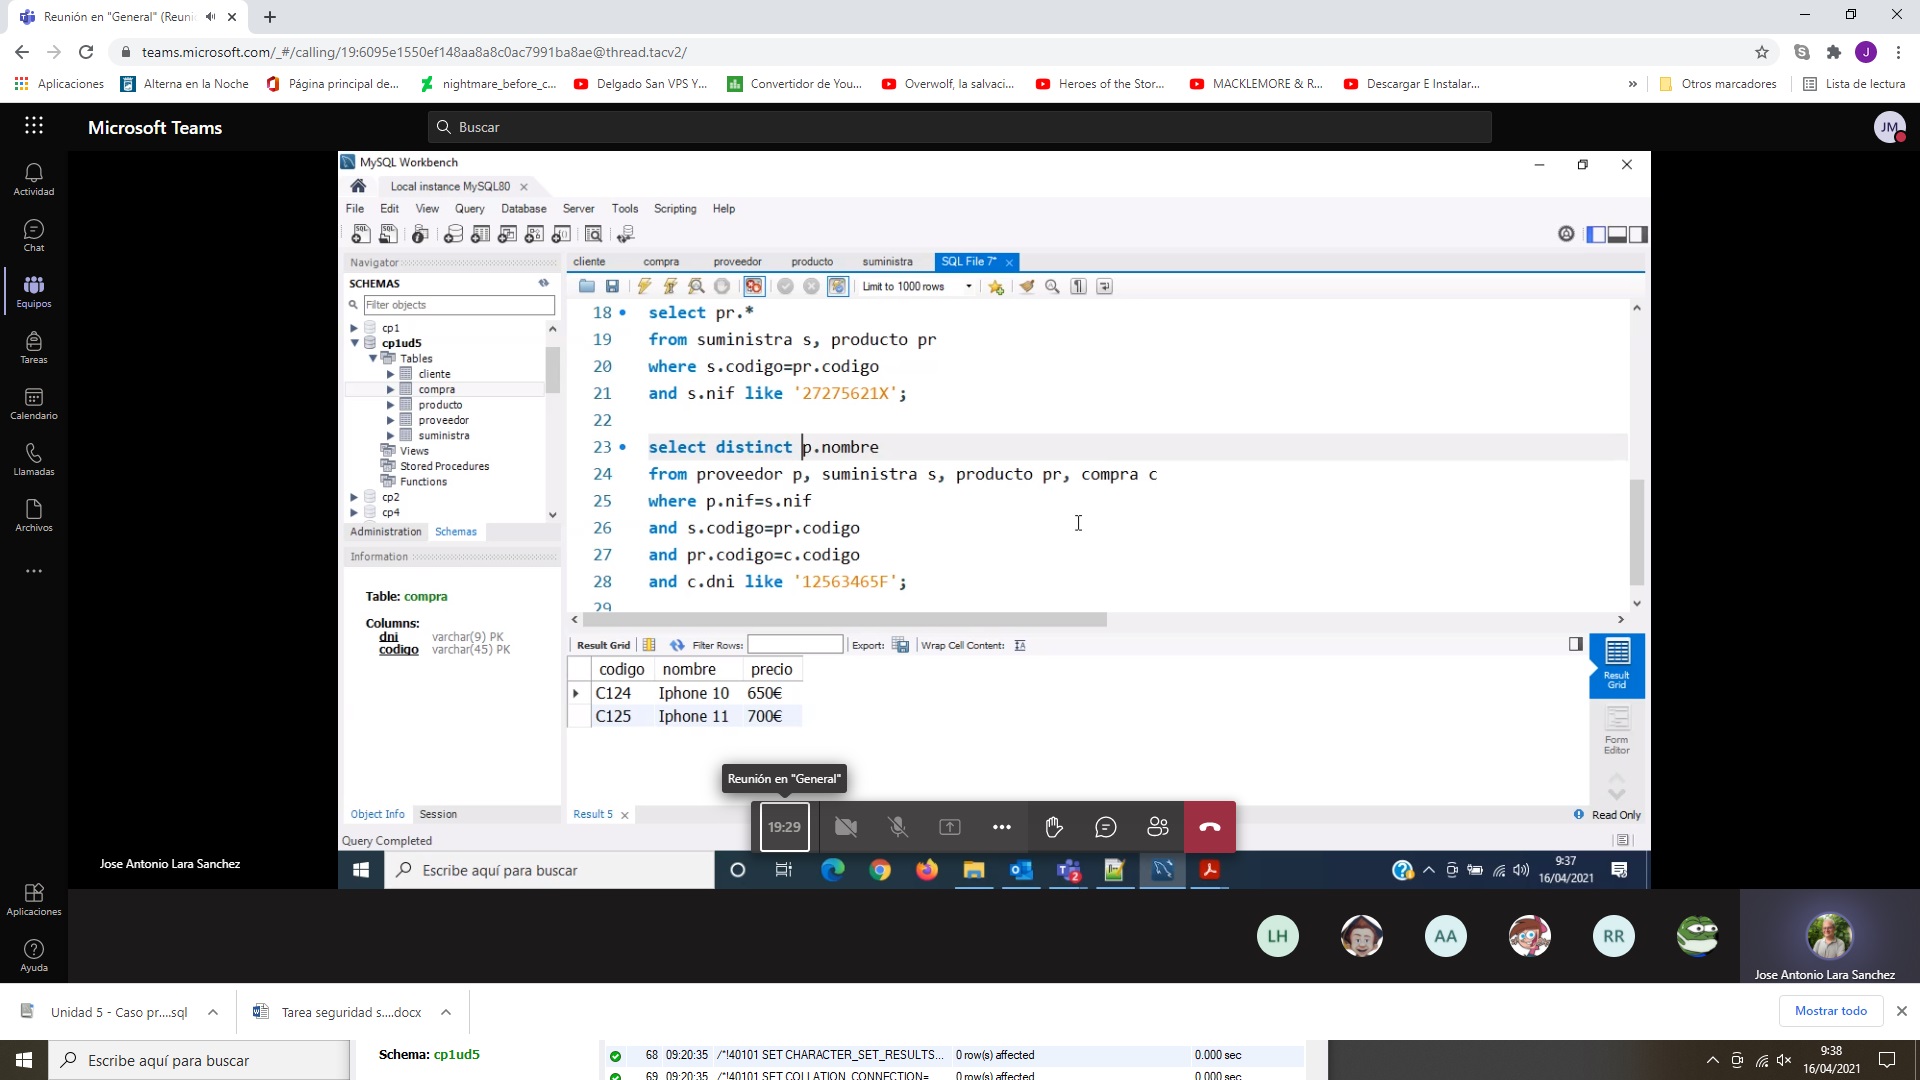 Reunión en "General" (Reuni
teams.microsoft.com/_#/calling/19:6095e1550ef148aa8a8c0ac7991ba8ae@thread.tacv2/
J
Aplicaciones
Alterna en la Noche
Página principal de...
nightmare_before_c...
Delgado San VPS Y...
Convertidor de You...
Overwolf, la salvaci...
Heroes of the Stor...
MACKLEMORE & R...
Descargar E Instalar...
»
Otros marcadores
Lista de lectura
Microsoft Teams
Buscar
JM
Actividad
Chat
Equipos
Tareas
Calendario
Llamadas
Archivos
...
Aplicaciones
Ayuda
MySQL Workbench
Local instance MySQL80
File Edit View Query Database Server Tools Scripting Help
Navigator
SCHEMAS
Filter objects
cp1
cp1ud5
Tables
cliente
compra
producto
proveedor
suministra
Views
Stored Procedures
Functions
cp2
cp4
Administration Schemas
Information
Table: compra
Columns:
dni varchar(9) PK
codigo varchar(45) PK
Object Info Session
Query Completed
cliente compra proveedor producto suministra SQL File 7*
Limit to 1000 rows
18 select pr.*
19 from suministra s, producto pr
20 where s.codigo=pr.codigo
21 and s.nif like '27275621X';
22
23 select distinct p.nombre
24 from proveedor p, suministra s, producto pr, compra c
25 where p.nif=s.nif
26 and s.codigo=pr.codigo
27 and pr.codigo=c.codigo
28 and c.dni like '12563465F';
29
Result Grid Filter Rows: Export: Wrap Cell Content:
codigo nombre precio
C124 Iphone 10 650€
C125 Iphone 11 700€
Result Grid
Form Editor
Result 5
Read Only
Reunión en "General"
19:29
Escribe aquí para buscar
2
9:37
16/04/2021
Jose Antonio Lara Sanchez
LH
AA
RR
Jose Antonio Lara Sanchez
Unidad 5 - Caso pr....sql
Tarea seguridad s....docx
Mostrar todo
Escribe aquí para buscar
Schema: cp1ud5
68 09:20:35 /*!40101 SET CHARACTER_SET_RESULTS... 0 row(s) affected 0.000 sec
69 09:20:35 /*!40101 SET COLLATION_CONNECTION= 0 row(s) affected 0.000 sec
9:38
16/04/2021